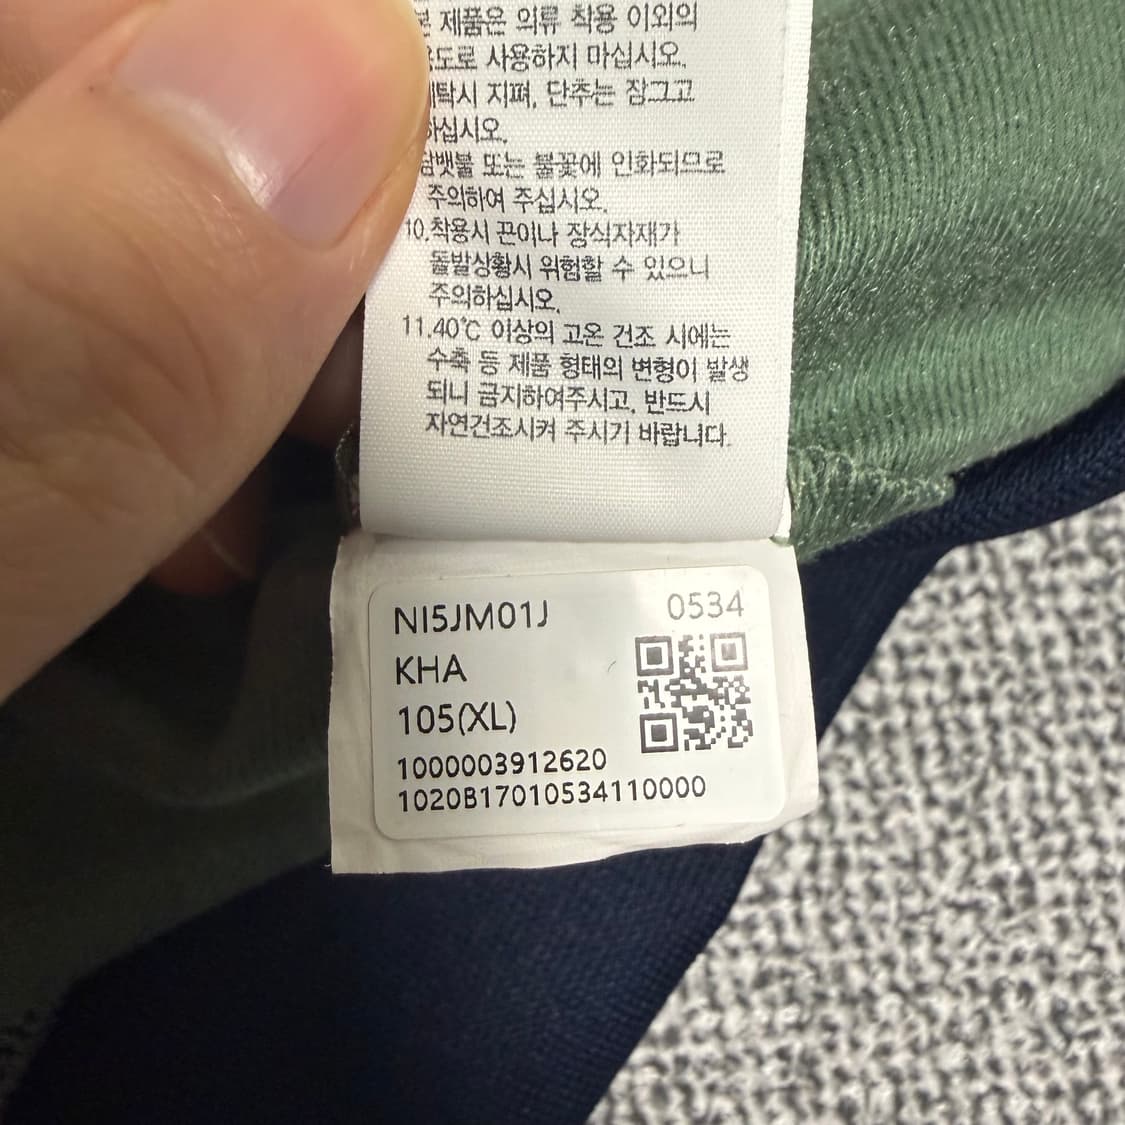 본 제품은 의류 착용 이외의
용도로 사용하지 마십시오.
세탁시 지퍼, 단추는 잠그고
하십시오.
담뱃불 또는 불꽃에 인화되므로
주의하여 주십시오.
10.착용시 끈이나 장식자재가
돌발상황시 위험할 수 있으니
주의하십시오.
11.40℃ 이상의 고온 건조 시에는
수축 등 제품 형태의 변형이 발생
되니 금지하여주시고, 반드시
자연건조시켜 주시기 바랍니다.
NI5JM01J 0534
KHA
105(XL)
1000003912620
1020B17010534110000